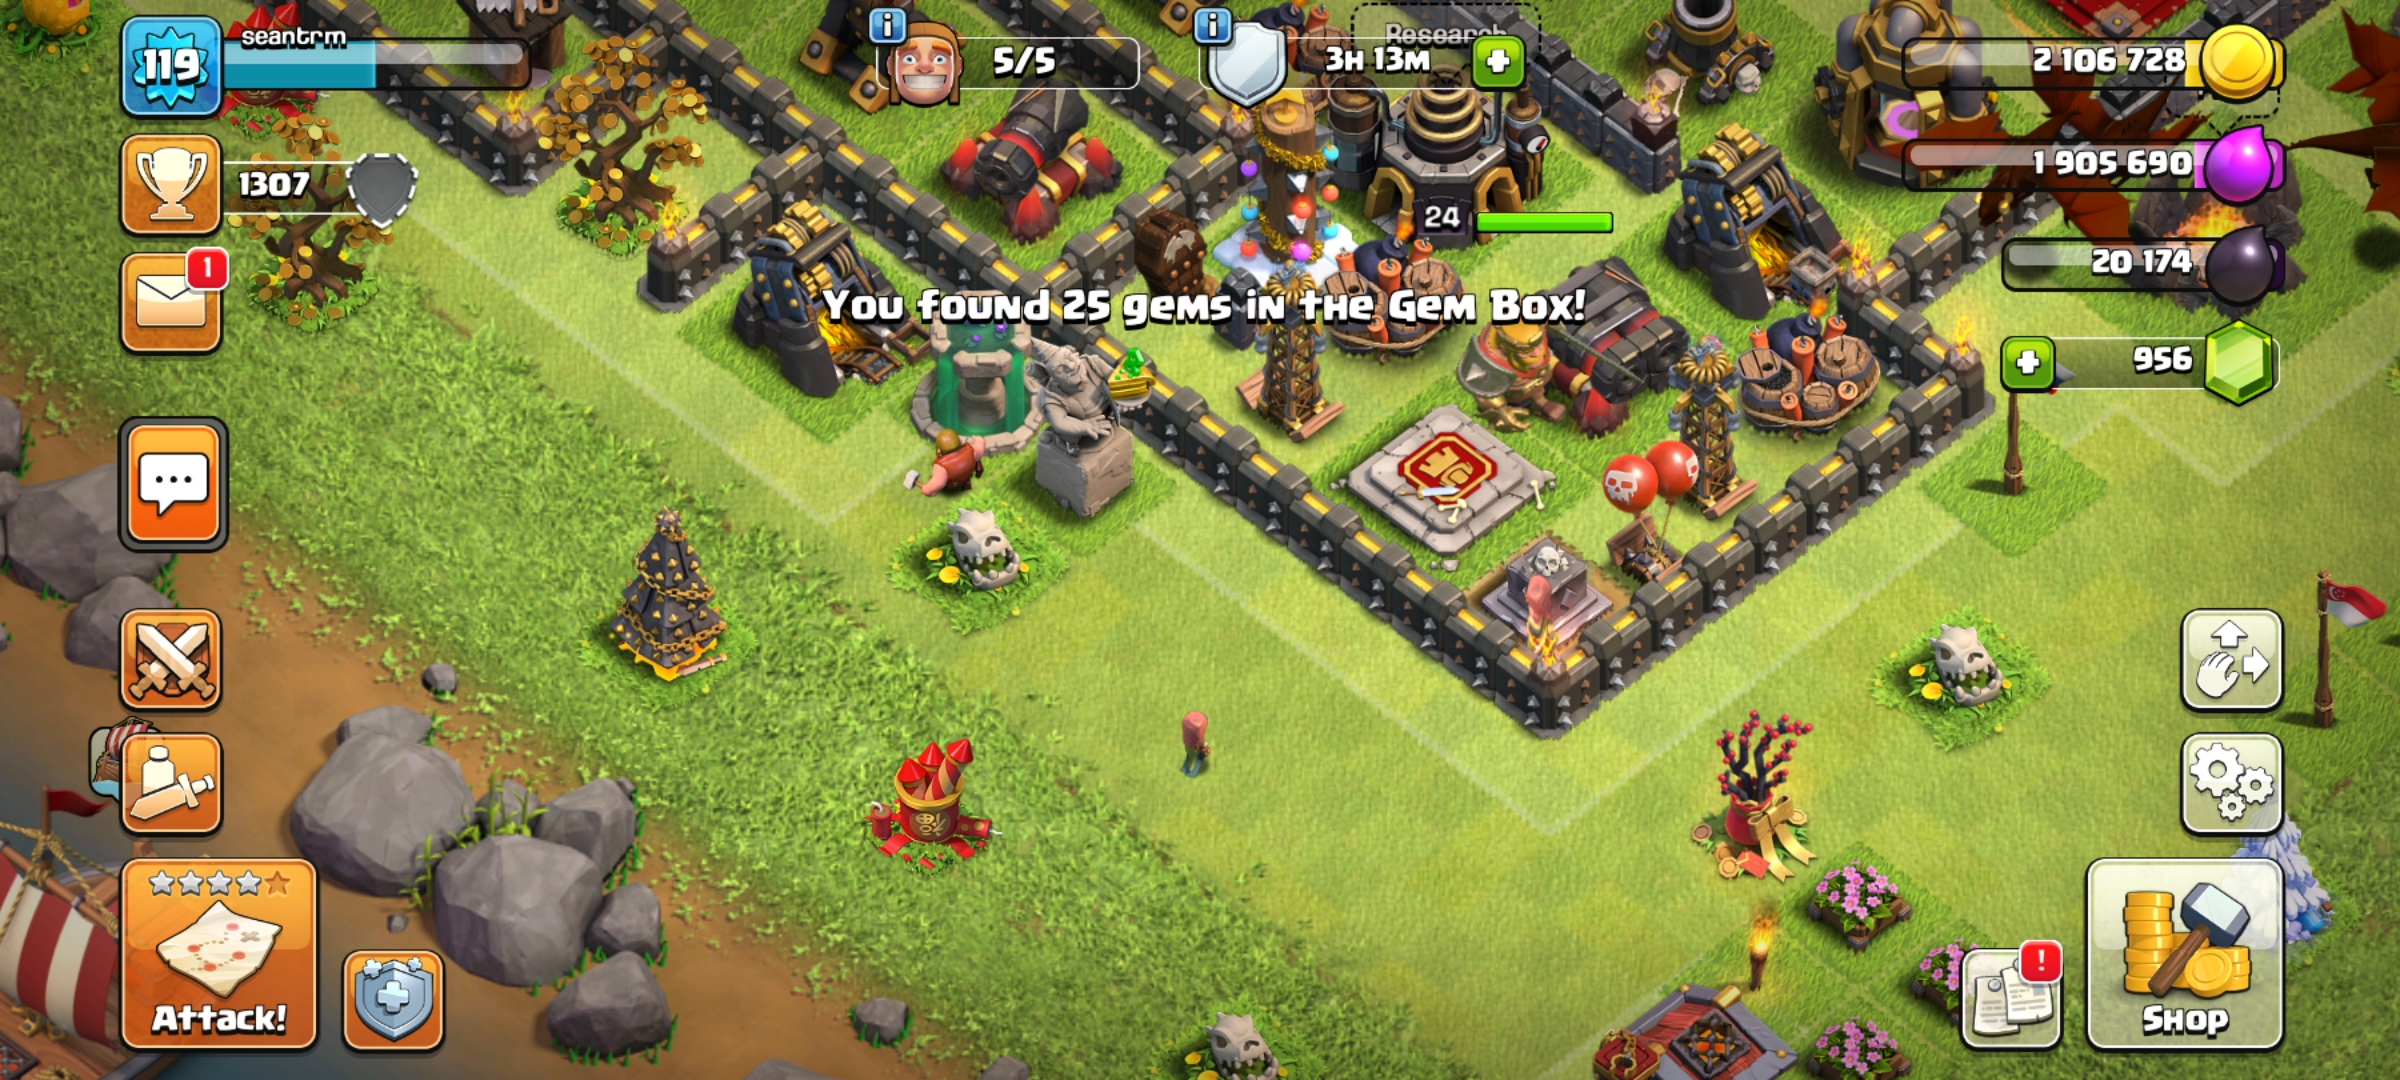 119
seantrm
5/5
3h 13m
Research
2 106 728
1307
1 905 690
24
20 174
1
You found 25 gems in the Gem Box!
956
Attack!
!
Shop